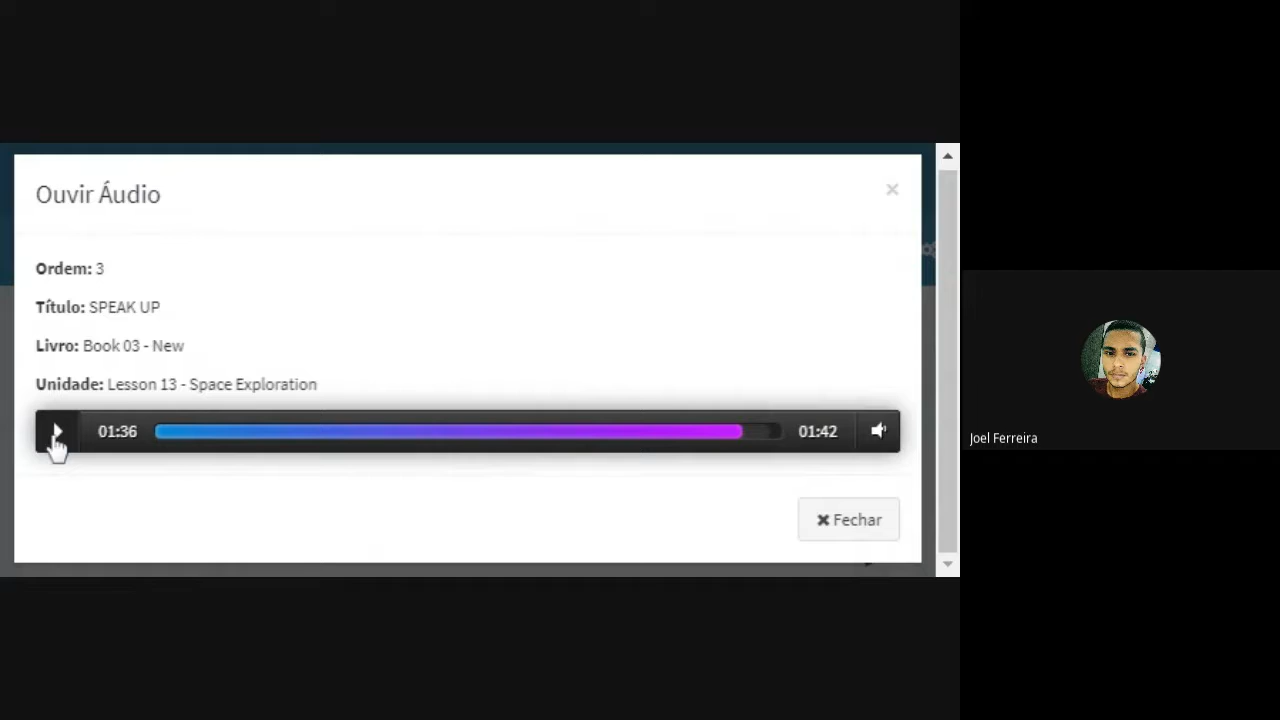 Ouvir Áudio
×
Ordem: 3
Título: SPEAK UP
Livro: Book 03 - New
Unidade: Lesson 13 - Space Exploration
01:36 01:42
Fechar
Joel Ferreira